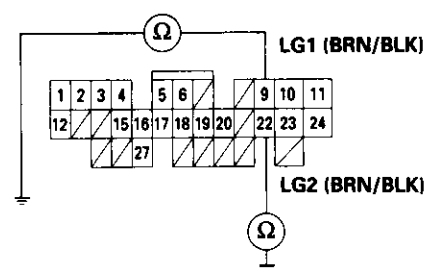 Ω
LG1 (BRN/BLK)
1 2 3 4 5 6 9 10 11
12 15 16 17 18 19 20 22 23 24
27
LG2 (BRN/BLK)
Ω